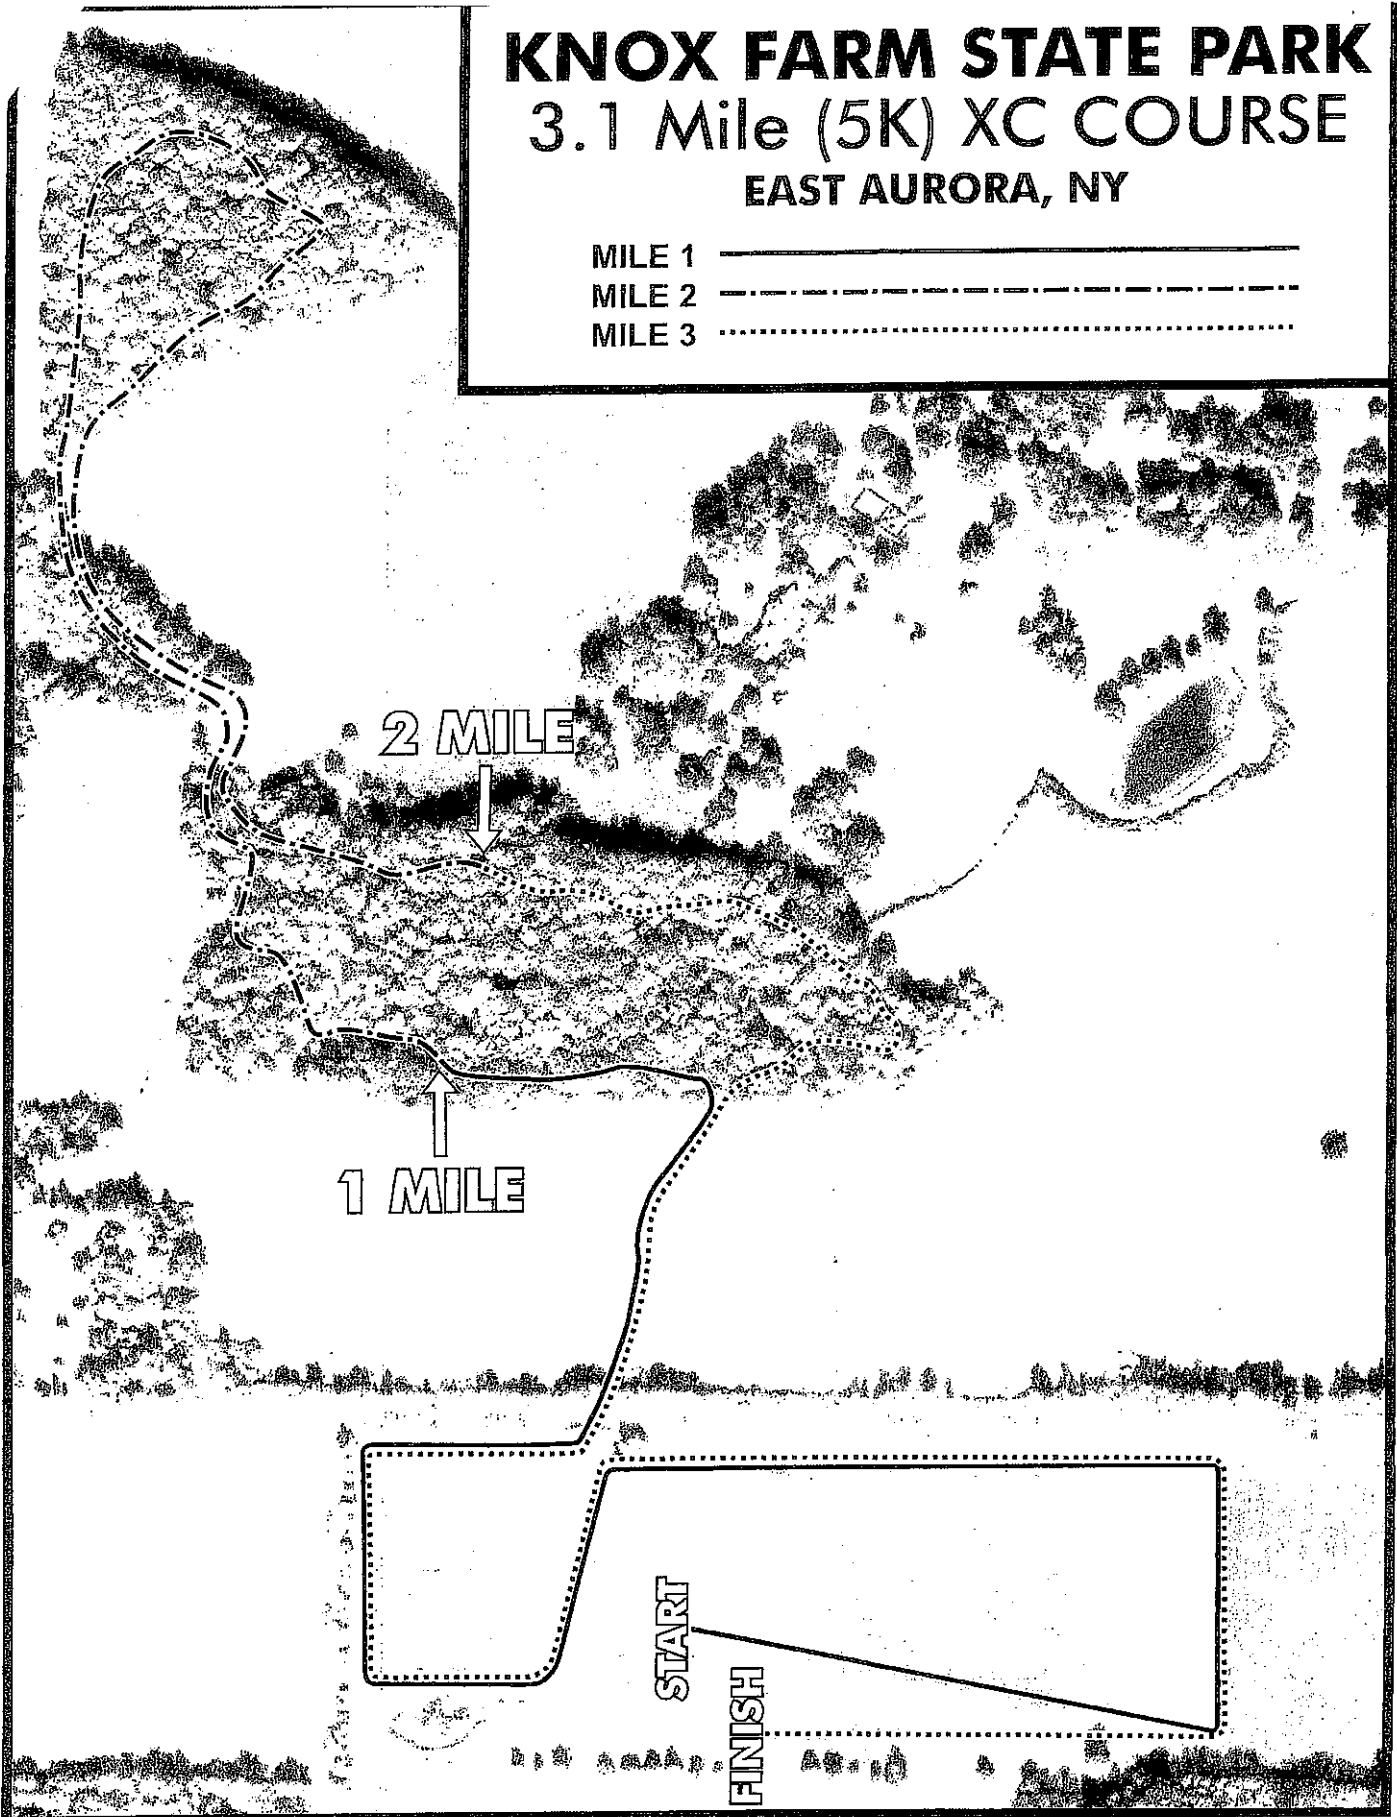 KNOX FARM STATE PARK
3.1 Mile (5K) XC COURSE
EAST AURORA, NY
MILE 1
MILE 2
MILE 3
2 MILE
1 MILE
START
FINISH